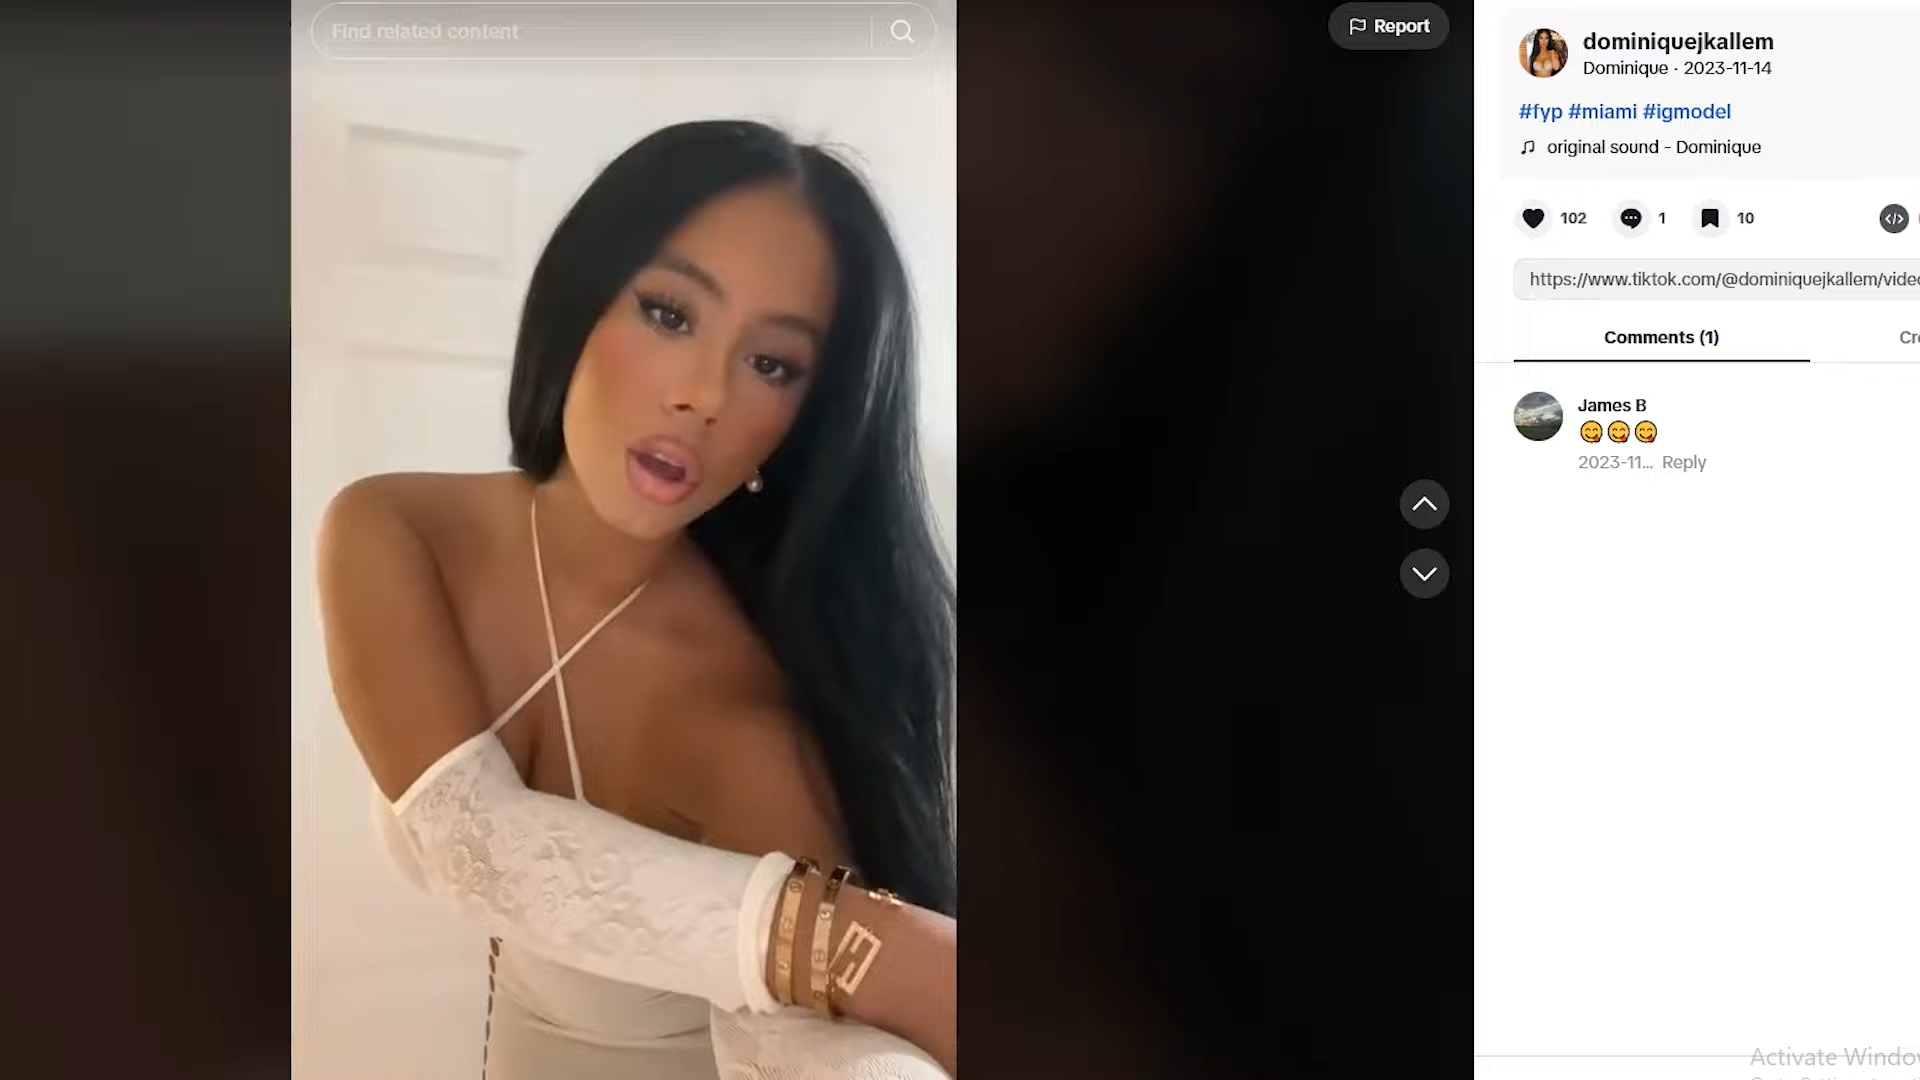 Find related content
Report
dominiquejkallem
Dominique · 2023-11-14
#fyp #miami #igmodel
original sound - Dominique
102
1
10
https://www.tiktok.com/@dominiquejkallem/vide
Comments (1)
Cr
James B
😋😋😋
2023-11... Reply
Activate Windo